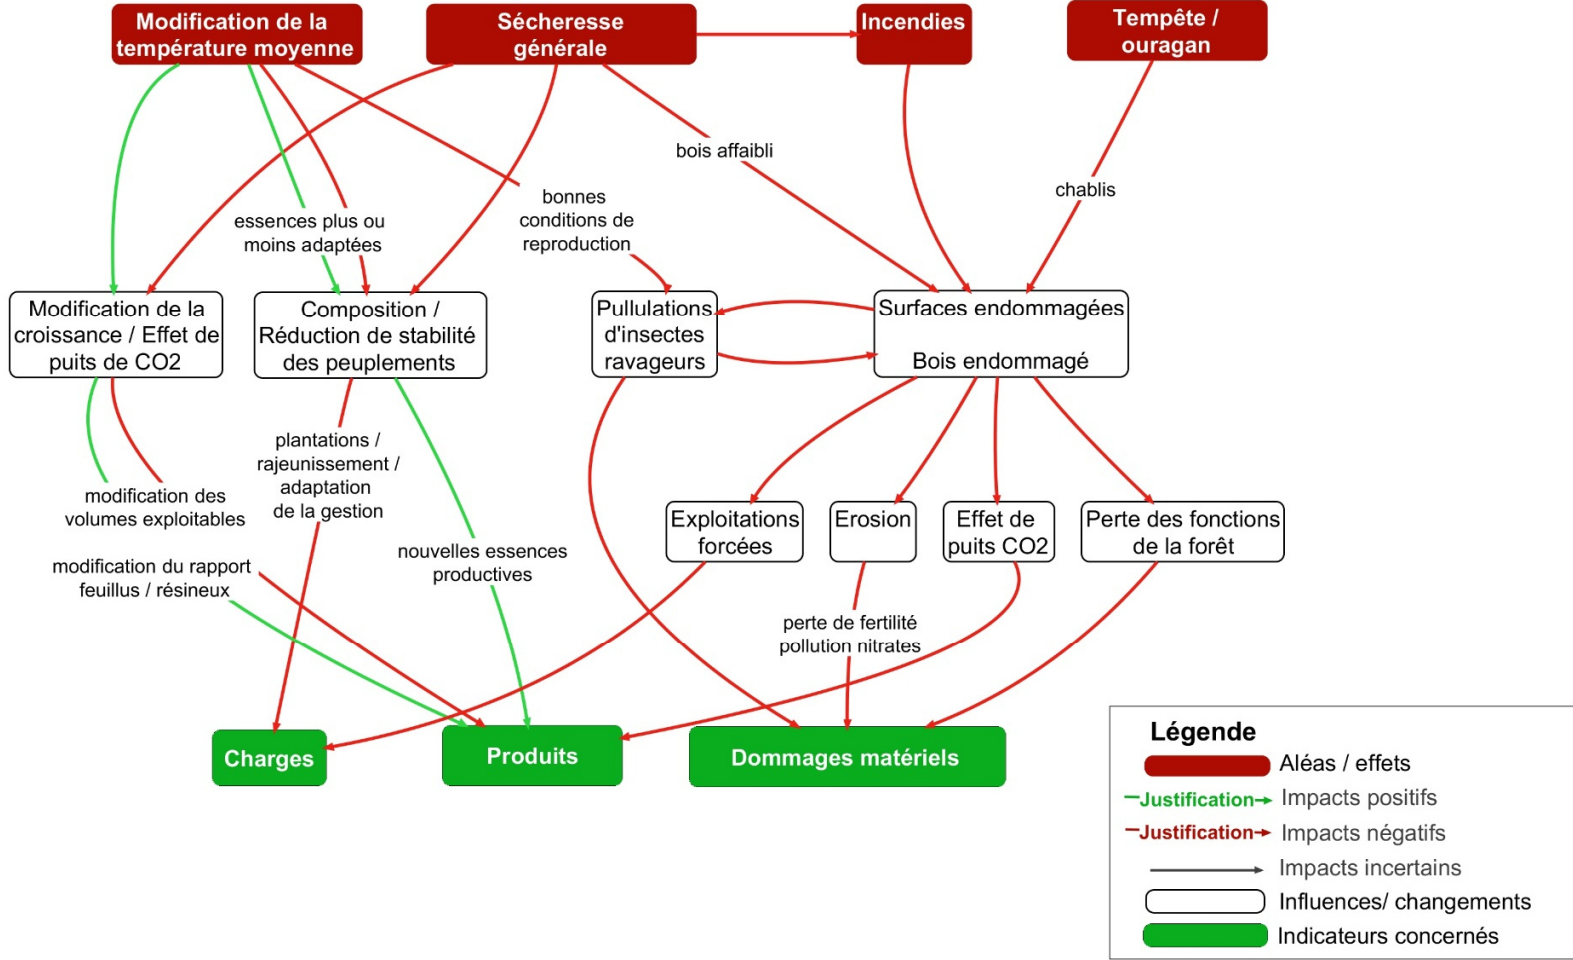 Modification de la
température moyenne
Sécheresse
générale
Incendies
Tempête /
ouragan
bois affaibli
chablis
essences plus ou
moins adaptées
bonnes
conditions de
reproduction
Modification de la
croissance / Effet de
puits de CO2
Composition /
Réduction de stabilité
des peuplements
Pullulations
d'insectes
ravageurs
Surfaces endommagées
Bois endommagé
plantations /
rajeunissement /
adaptation
de la gestion
modification des
volumes exploitables
modification du rapport
feuillus / résineux
nouvelles essences
productives
Exploitations
forcées
Erosion
Effet de
puits CO2
Perte des fonctions
de la forêt
perte de fertilité
pollution nitrates
Charges
Produits
Dommages matériels
Légende
Aléas / effets
Justification Impacts positifs
Justification Impacts négatifs
Impacts incertains
Influences/ changements
Indicateurs concernés